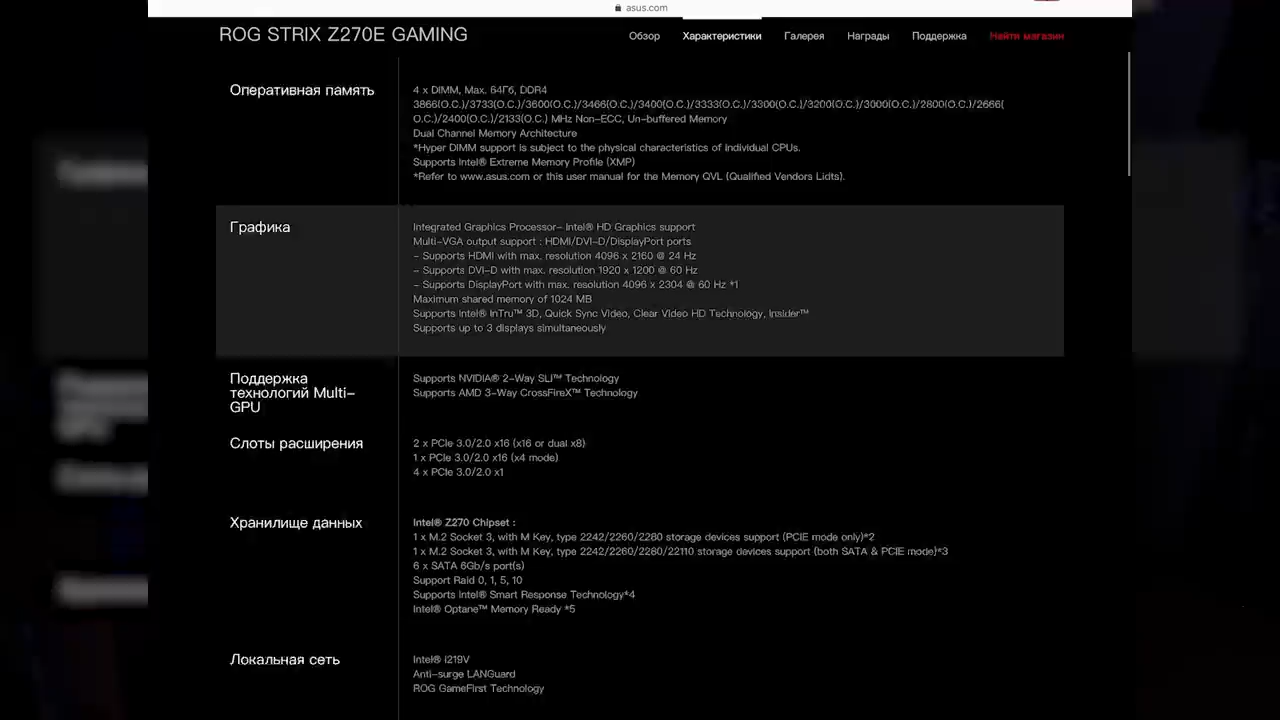 asus.com
ROG STRIX Z270E GAMING
Обзор
Характеристики
Галерея
Награды
Поддержка
Найти магазин
Оперативная память
4 x DIMM, Max. 64Гб, DDR4
3866(O.C.)/3733(O.C.)/3600(O.C.)/3466(O.C.)/3400(O.C.)/3333(O.C.)/3300(O.C.)/3200(O.C.)/3000(O.C.)/2800(O.C.)/2666(
O.C.)/2400(O.C.)/2133(O.C.) MHz Non-ECC, Un-buffered Memory
Dual Channel Memory Architecture
*Hyper DIMM support is subject to the physical characteristics of individual CPUs.
Supports Intel® Extreme Memory Profile (XMP)
*Refer to www.asus.com or this user manual for the Memory QVL (Qualified Vendors Lidts).
Графика
Integrated Graphics Processor- Intel® HD Graphics support
Multi-VGA output support : HDMI/DVI-D/DisplayPort ports
- Supports HDMI with max. resolution 4096 x 2160 @ 24 Hz
- Supports DVI-D with max. resolution 1920 x 1200 @ 60 Hz
- Supports DisplayPort with max. resolution 4096 x 2304 @ 60 Hz *1
Maximum shared memory of 1024 MB
Supports Intel® InTru™ 3D, Quick Sync Video, Clear Video HD Technology, Insider™
Supports up to 3 displays simultaneously
Поддержка
технологий Multi-
GPU
Supports NVIDIA® 2-Way SLI™ Technology
Supports AMD 3-Way CrossFireX™ Technology
Слоты расширения
2 x PCIe 3.0/2.0 x16 (x16 or dual x8)
1 x PCIe 3.0/2.0 x16 (x4 mode)
4 x PCIe 3.0/2.0 x1
Хранилище данных
Intel® Z270 Chipset :
1 x M.2 Socket 3, with M Key, type 2242/2260/2280 storage devices support (PCIE mode only)*2
1 x M.2 Socket 3, with M Key, type 2242/2260/2280/22110 storage devices support (both SATA & PCIE mode)*3
6 x SATA 6Gb/s port(s)
Support Raid 0, 1, 5, 10
Supports Intel® Smart Response Technology*4
Intel® Optane™ Memory Ready *5
Локальная сеть
Intel® I219V
Anti-surge LANGuard
ROG GameFirst Technology